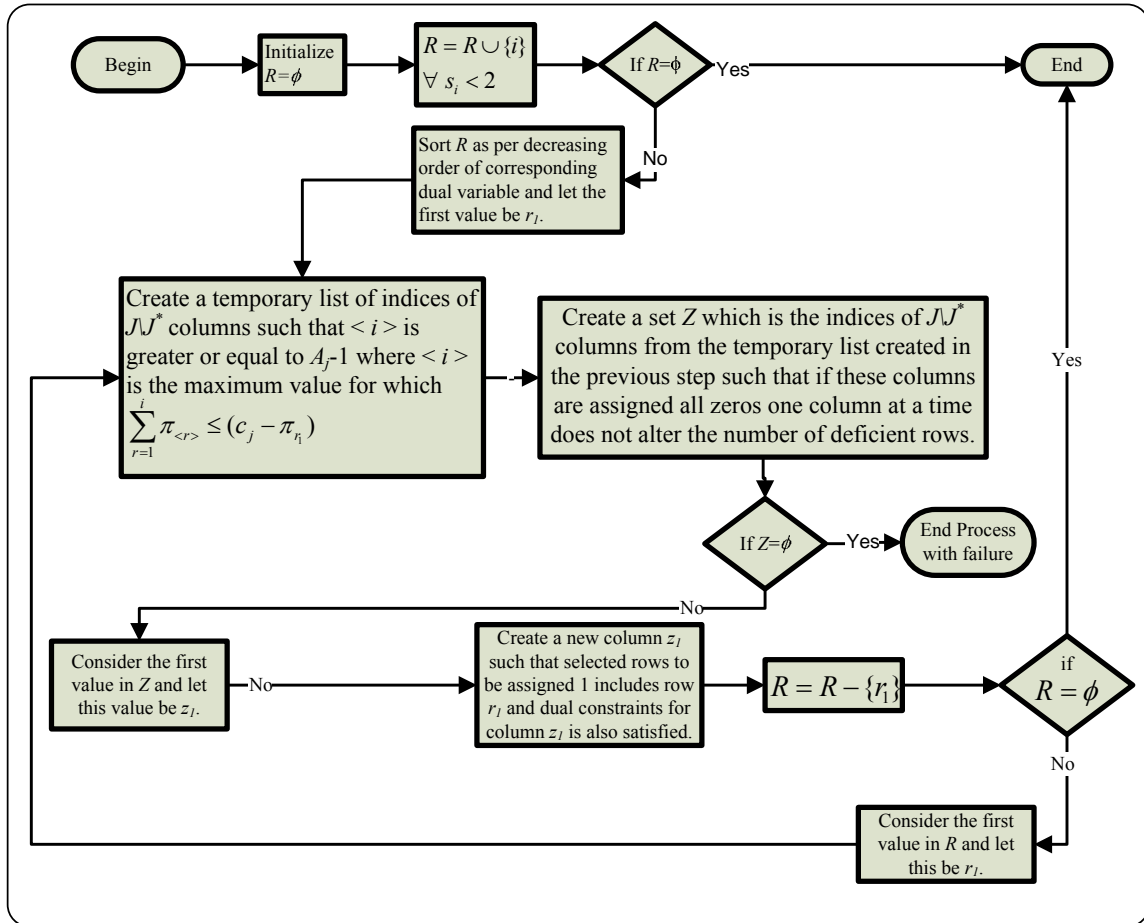 Begin
Initialize
R=ϕ
R = R ∪ {i}
∀ s_i < 2
If R=ϕ
Yes
End
No
Sort R as per decreasing
order of corresponding
dual variable and let the
first value be r_1.
Create a temporary list of indices of
J\J* columns such that < i > is
greater or equal to A_j-1 where < i >
is the maximum value for which
∑_{r=1}^{i} π_{<r>} ≤ (c_j − π_{r_1})
-
Create a set Z which is the indices of J\J*
columns from the temporary list created in
the previous step such that if these columns
are assigned all zeros one column at a time
does not alter the number of deficient rows.
Yes
If Z=ϕ
Yes
End Process
with failure
No
Consider the first
value in Z and let
this value be z_1.
No
Create a new column z_1
such that selected rows to
be assigned 1 includes row
r_1 and dual constraints for
column z_1 is also satisfied.
R = R − {r_1}
if
R = ϕ
No
Consider the first
value in R and let
this be r_1.